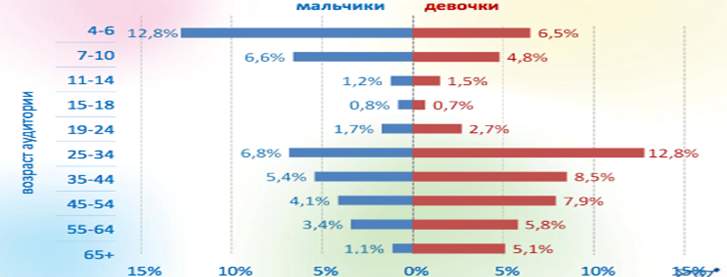 мальчики девочки
4-6 12,8% 6,5%
7-10 6,6% 4,8%
11-14 1,2% 1,5%
15-18 0,8% 0,7%
19-24 1,7% 2,7%
25-34 6,8% 12,8%
35-44 5,4% 8,5%
45-54 4,1% 7,9%
55-64 3,4% 5,8%
65+ 1,1% 5,1%
15% 10% 5% 0% 5% 10% 15%
возраст аудитории